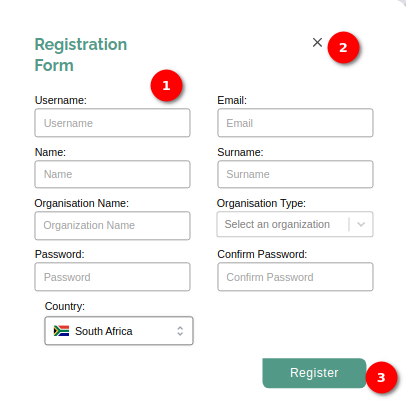 Registration
Form
2
1
Username:
Email:
Username
Email
Name:
Surname:
Name
Surname
Organisation Name:
Organisation Type:
Organization Name
Select an organization
Password:
Confirm Password:
Password
Confirm Password
Country:
South Africa
Register
3